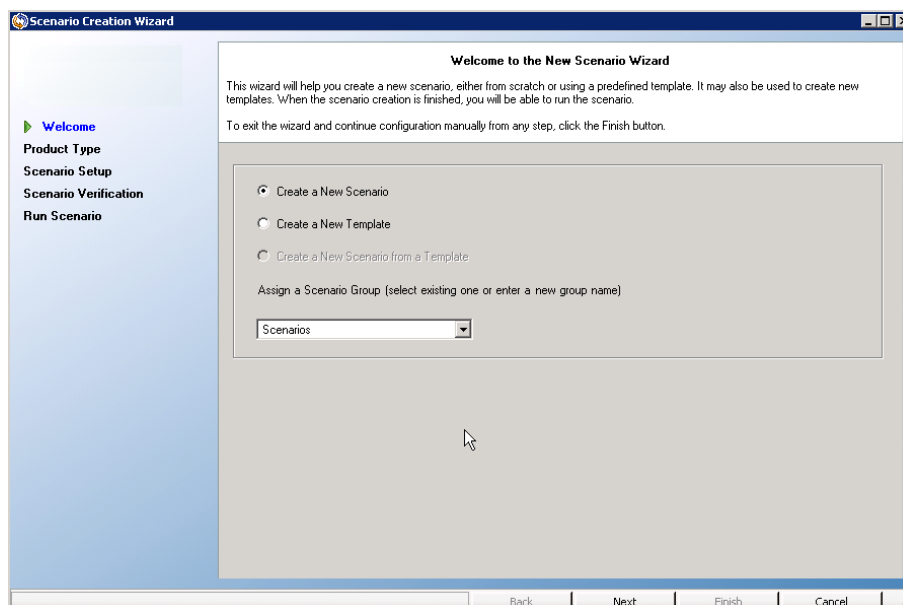 Scenario Creation Wizard
Welcome to the New Scenario Wizard
This wizard will help you create a new scenario, either from scratch or using a predefined template. It may also be used to create new
templates. When the scenario creation is finished, you will be able to run the scenario.
To exit the wizard and continue configuration manually from any step, click the Finish button.
Welcome
Product Type
Scenario Setup
Scenario Verification
Run Scenario
Create a New Scenario
Create a New Template
Create a New Scenario from a Template
Assign a Scenario Group (select existing one or enter a new group name)
Scenarios
Back Next Finish Cancel